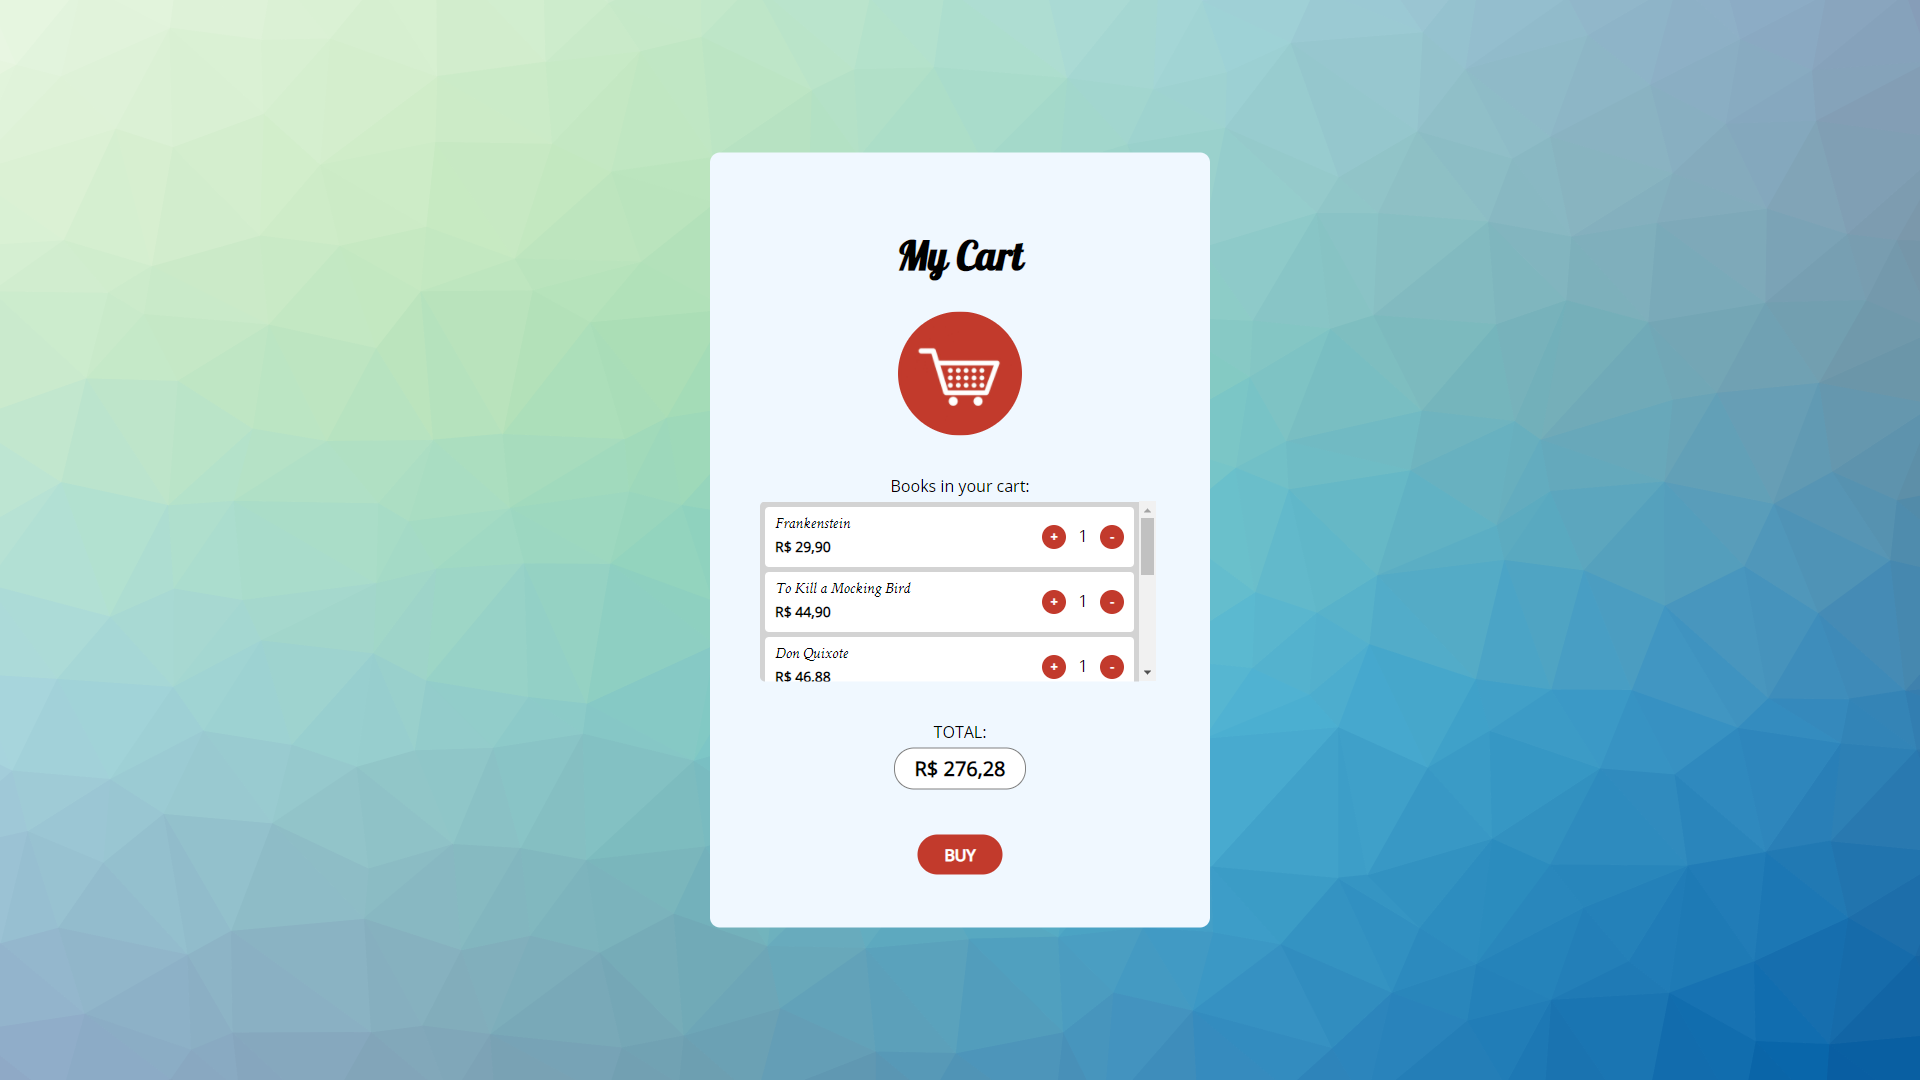 My Cart
Books in your cart:
Frankenstein
R$ 29,90
+ 1 -
To Kill a Mocking Bird
R$ 44,90
+ 1 -
Don Quixote
R$ 46,88
+ 1 -
TOTAL:
R$ 276,28
BUY